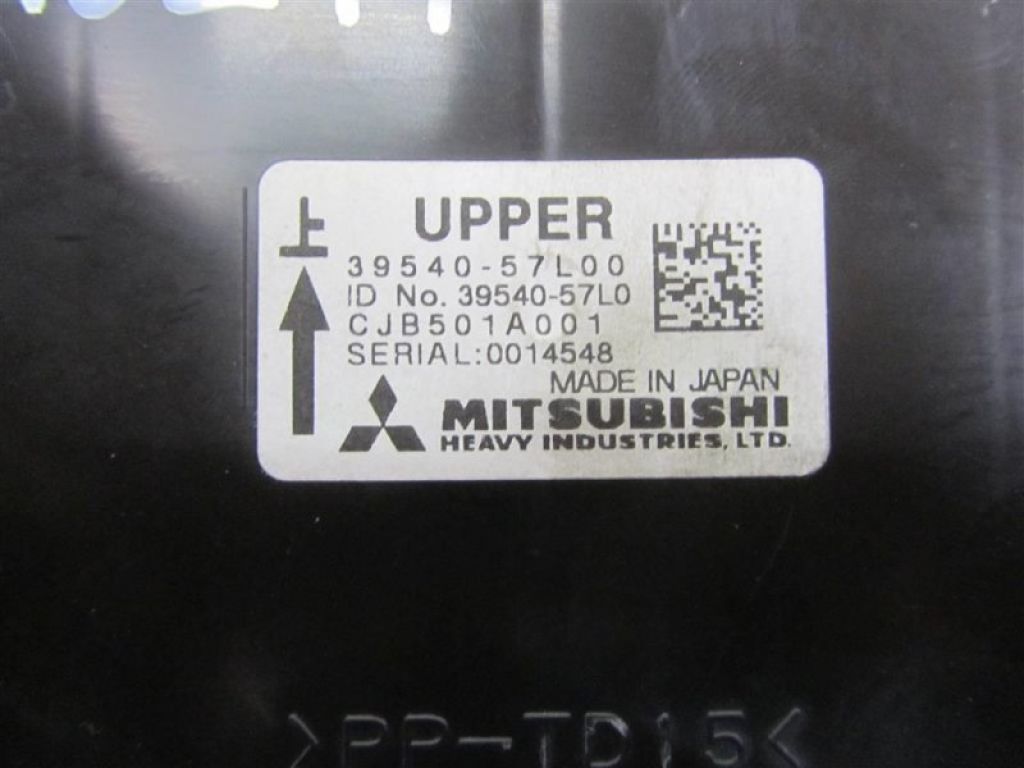 上
UPPER
39540-57L00
ID No. 39540-57L0
CJB501A001
SERIAL:0014548
MADE IN JAPAN
MITSUBISHI
HEAVY INDUSTRIES, LTD.
>PP-TD15<